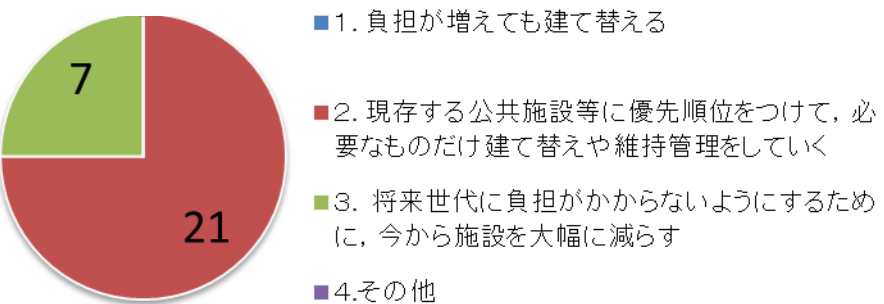 7
21
1. 負担が増えても建て替える
2. 現存する公共施設等に優先順位をつけて, 必
要なものだけ建て替えや維持管理をしていく
3. 将来世代に負担がかからないようにするため
に, 今から施設を大幅に減らす
4.その他